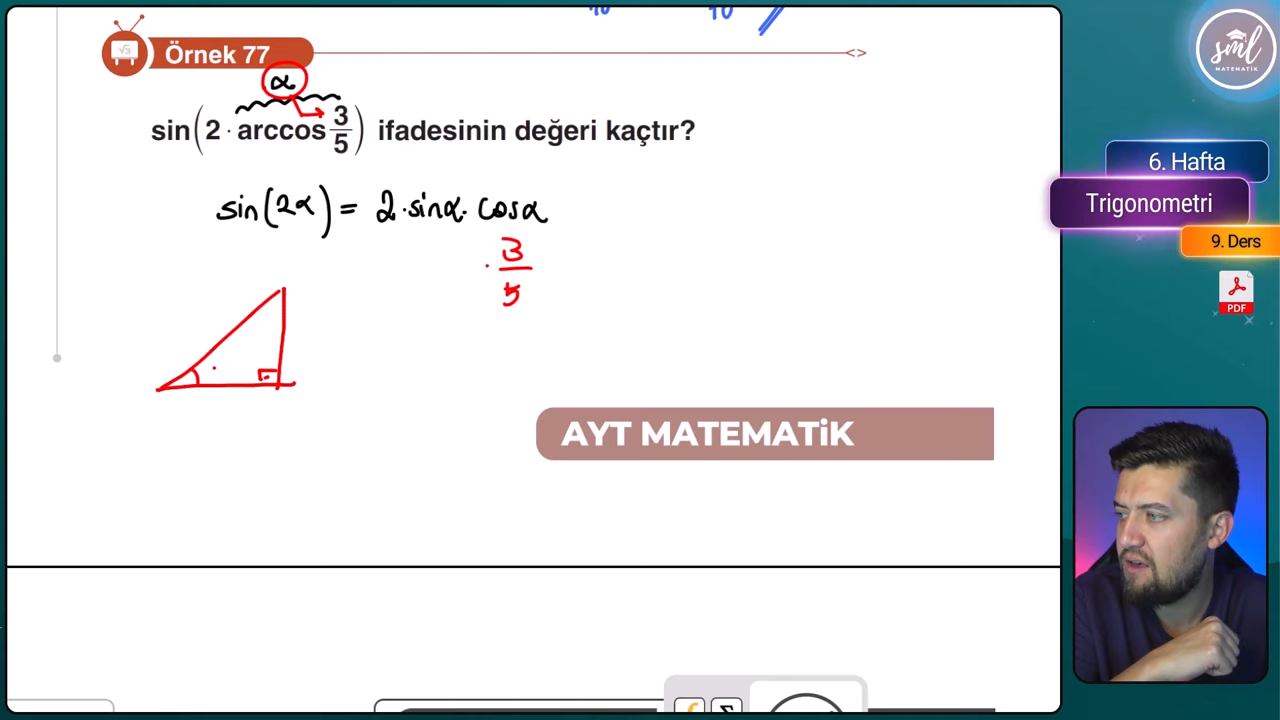 Örnek 77
α
sin(2 · arccos 3/5) ifadesinin değeri kaçtır?
sin(2α) = 2·sinα·cosα
· 3/5
AYT MATEMATİK
sml
MATEMATİK
6. Hafta
Trigonometri
9. Ders
PDF